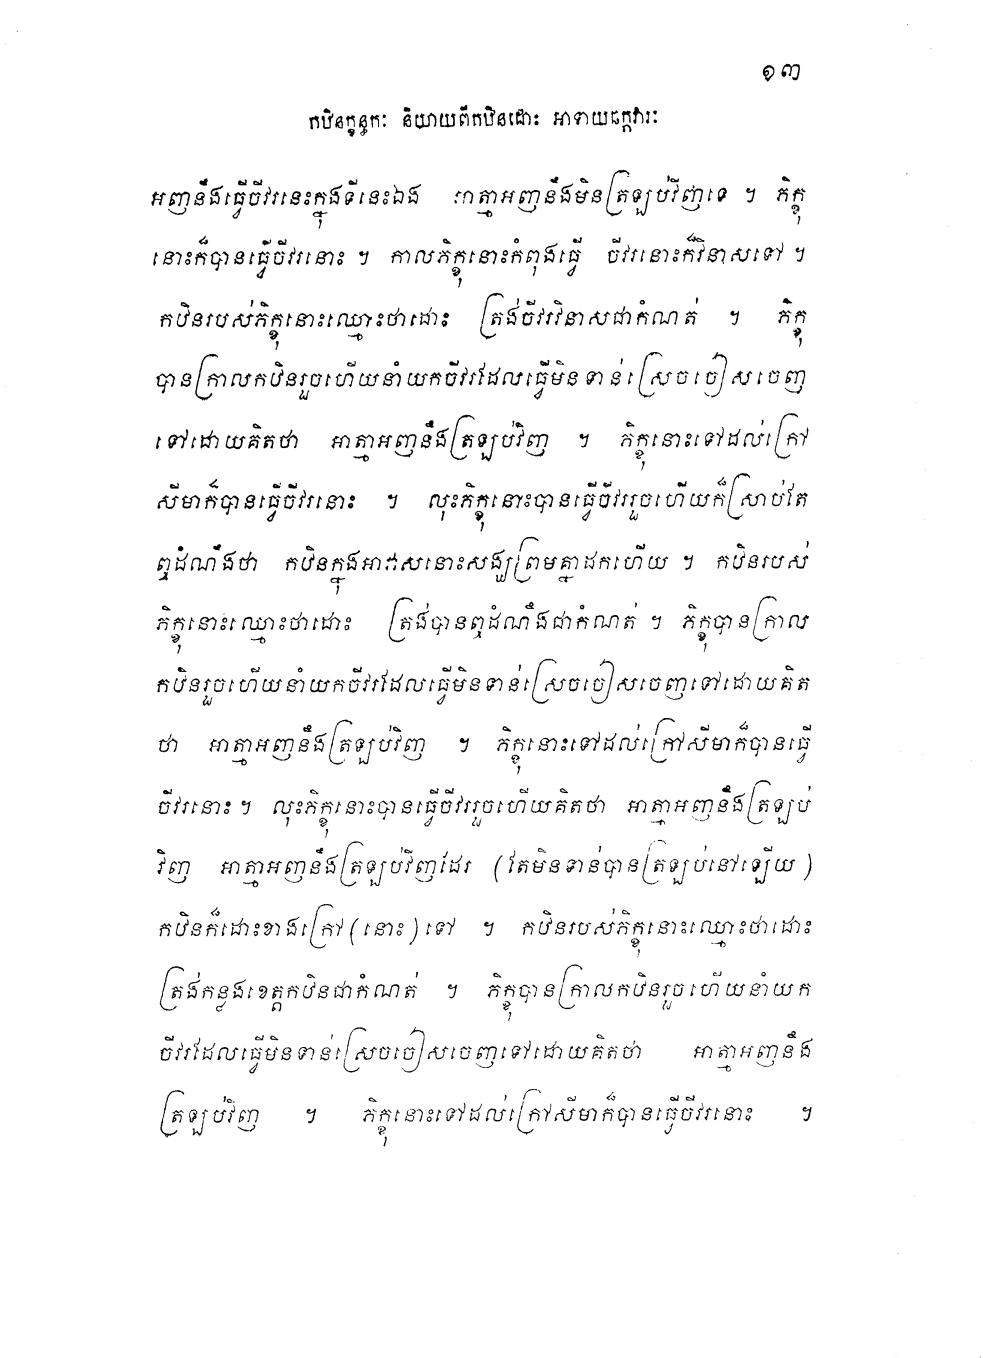 ១៣
កឋិនក្ខន្ធកៈ និយាយពីកឋិនដោះ អាទាយឆក្កវារៈ
អញនឹងធ្វើចីវរនេះក្នុងទីនេះឯង អាត្មាអញនឹងមិនត្រឡប់វិញទេ ។ ភិក្ខុ
នោះក៏បានធ្វើចីវរនោះ ។ កាលភិក្ខុនោះកំពុងធ្វើ ចីវរនោះក៏វិនាសទៅ ។
កឋិនរបស់ភិក្ខុនោះឈ្មោះថាដោះ ត្រង់ចីវរវិនាសជាកំណត់ ។ ភិក្ខុ
បានក្រាលកឋិនរួចហើយនាំយកចីវរដែលធ្វើមិនទាន់ស្រេចចៀសចេញ
ទៅដោយគិតថា អាត្មាអញនឹងត្រឡប់វិញ ។ ភិក្ខុនោះទៅដល់ក្រៅ
សីមាក៏បានធ្វើចីវរនោះ ។ លុះភិក្ខុនោះបានធ្វើចីវររួចហើយក៏ស្រាប់តែ
ឮដំណឹងថា កឋិនក្នុងអាវាសនោះសង្ឃព្រមគ្នាដកហើយ ។ កឋិនរបស់
ភិក្ខុនោះឈ្មោះថាដោះ ត្រង់បានឮដំណឹងជាកំណត់ ។ ភិក្ខុបានក្រាល
កឋិនរួចហើយនាំយកចីវរដែលធ្វើមិនទាន់ស្រេចចៀសចេញទៅដោយគិត
ថា អាត្មាអញនឹងត្រឡប់វិញ ។ ភិក្ខុនោះទៅដល់ក្រៅសីមាក៏បានធ្វើ
ចីវរនោះ ។ លុះភិក្ខុនោះបានធ្វើចីវររួចហើយគិតថា អាត្មាអញនឹងត្រឡប់
វិញ អាត្មាអញនឹងត្រឡប់វិញដែរ (តែមិនទាន់បានត្រឡប់នៅឡើយ)
កឋិនក៏ដោះខាងក្រៅ (នោះ) ទៅ ។ កឋិនរបស់ភិក្ខុនោះឈ្មោះថាដោះ
ត្រង់កន្លងខេត្តកឋិនជាកំណត់ ។ ភិក្ខុបានក្រាលកឋិនរួចហើយនាំយក
ចីវរដែលធ្វើមិនទាន់ស្រេចចៀសចេញទៅដោយគិតថា អាត្មាអញនឹង
ត្រឡប់វិញ ។ ភិក្ខុនោះទៅដល់ក្រៅសីមាក៏បានធ្វើចីវរនោះ ។